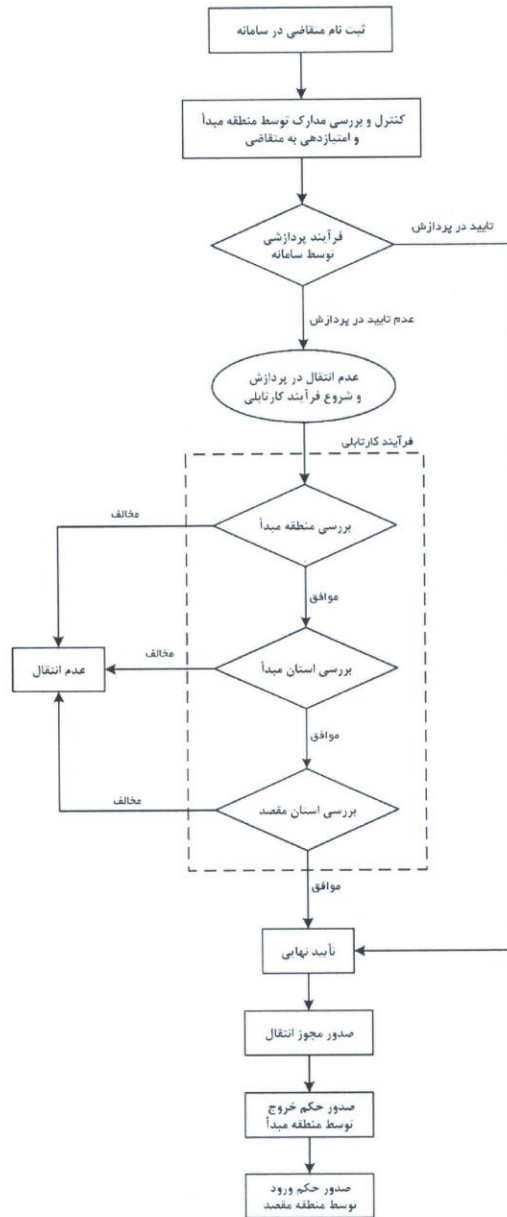 ثبت نام متقاضی در سامانه
کنترل و بررسی مدارک توسط منطقه مبدأ
و امتیازدهی به متقاضی
فرآیند پردازشی
توسط سامانه
تایید در پردازش
عدم تایید در پردازش
عدم انتقال در پردازش
و شروع فرآیند کارتابلی
فرآیند کارتابلی
بررسی منطقه مبدأ
مخالف
موافق
بررسی استان مبدأ
مخالف
عدم انتقال
موافق
بررسی استان مقصد
مخالف
موافق
تأیید نهایی
صدور مجوز انتقال
صدور حکم خروج
توسط منطقه مبدأ
صدور حکم ورود
توسط منطقه مقصد